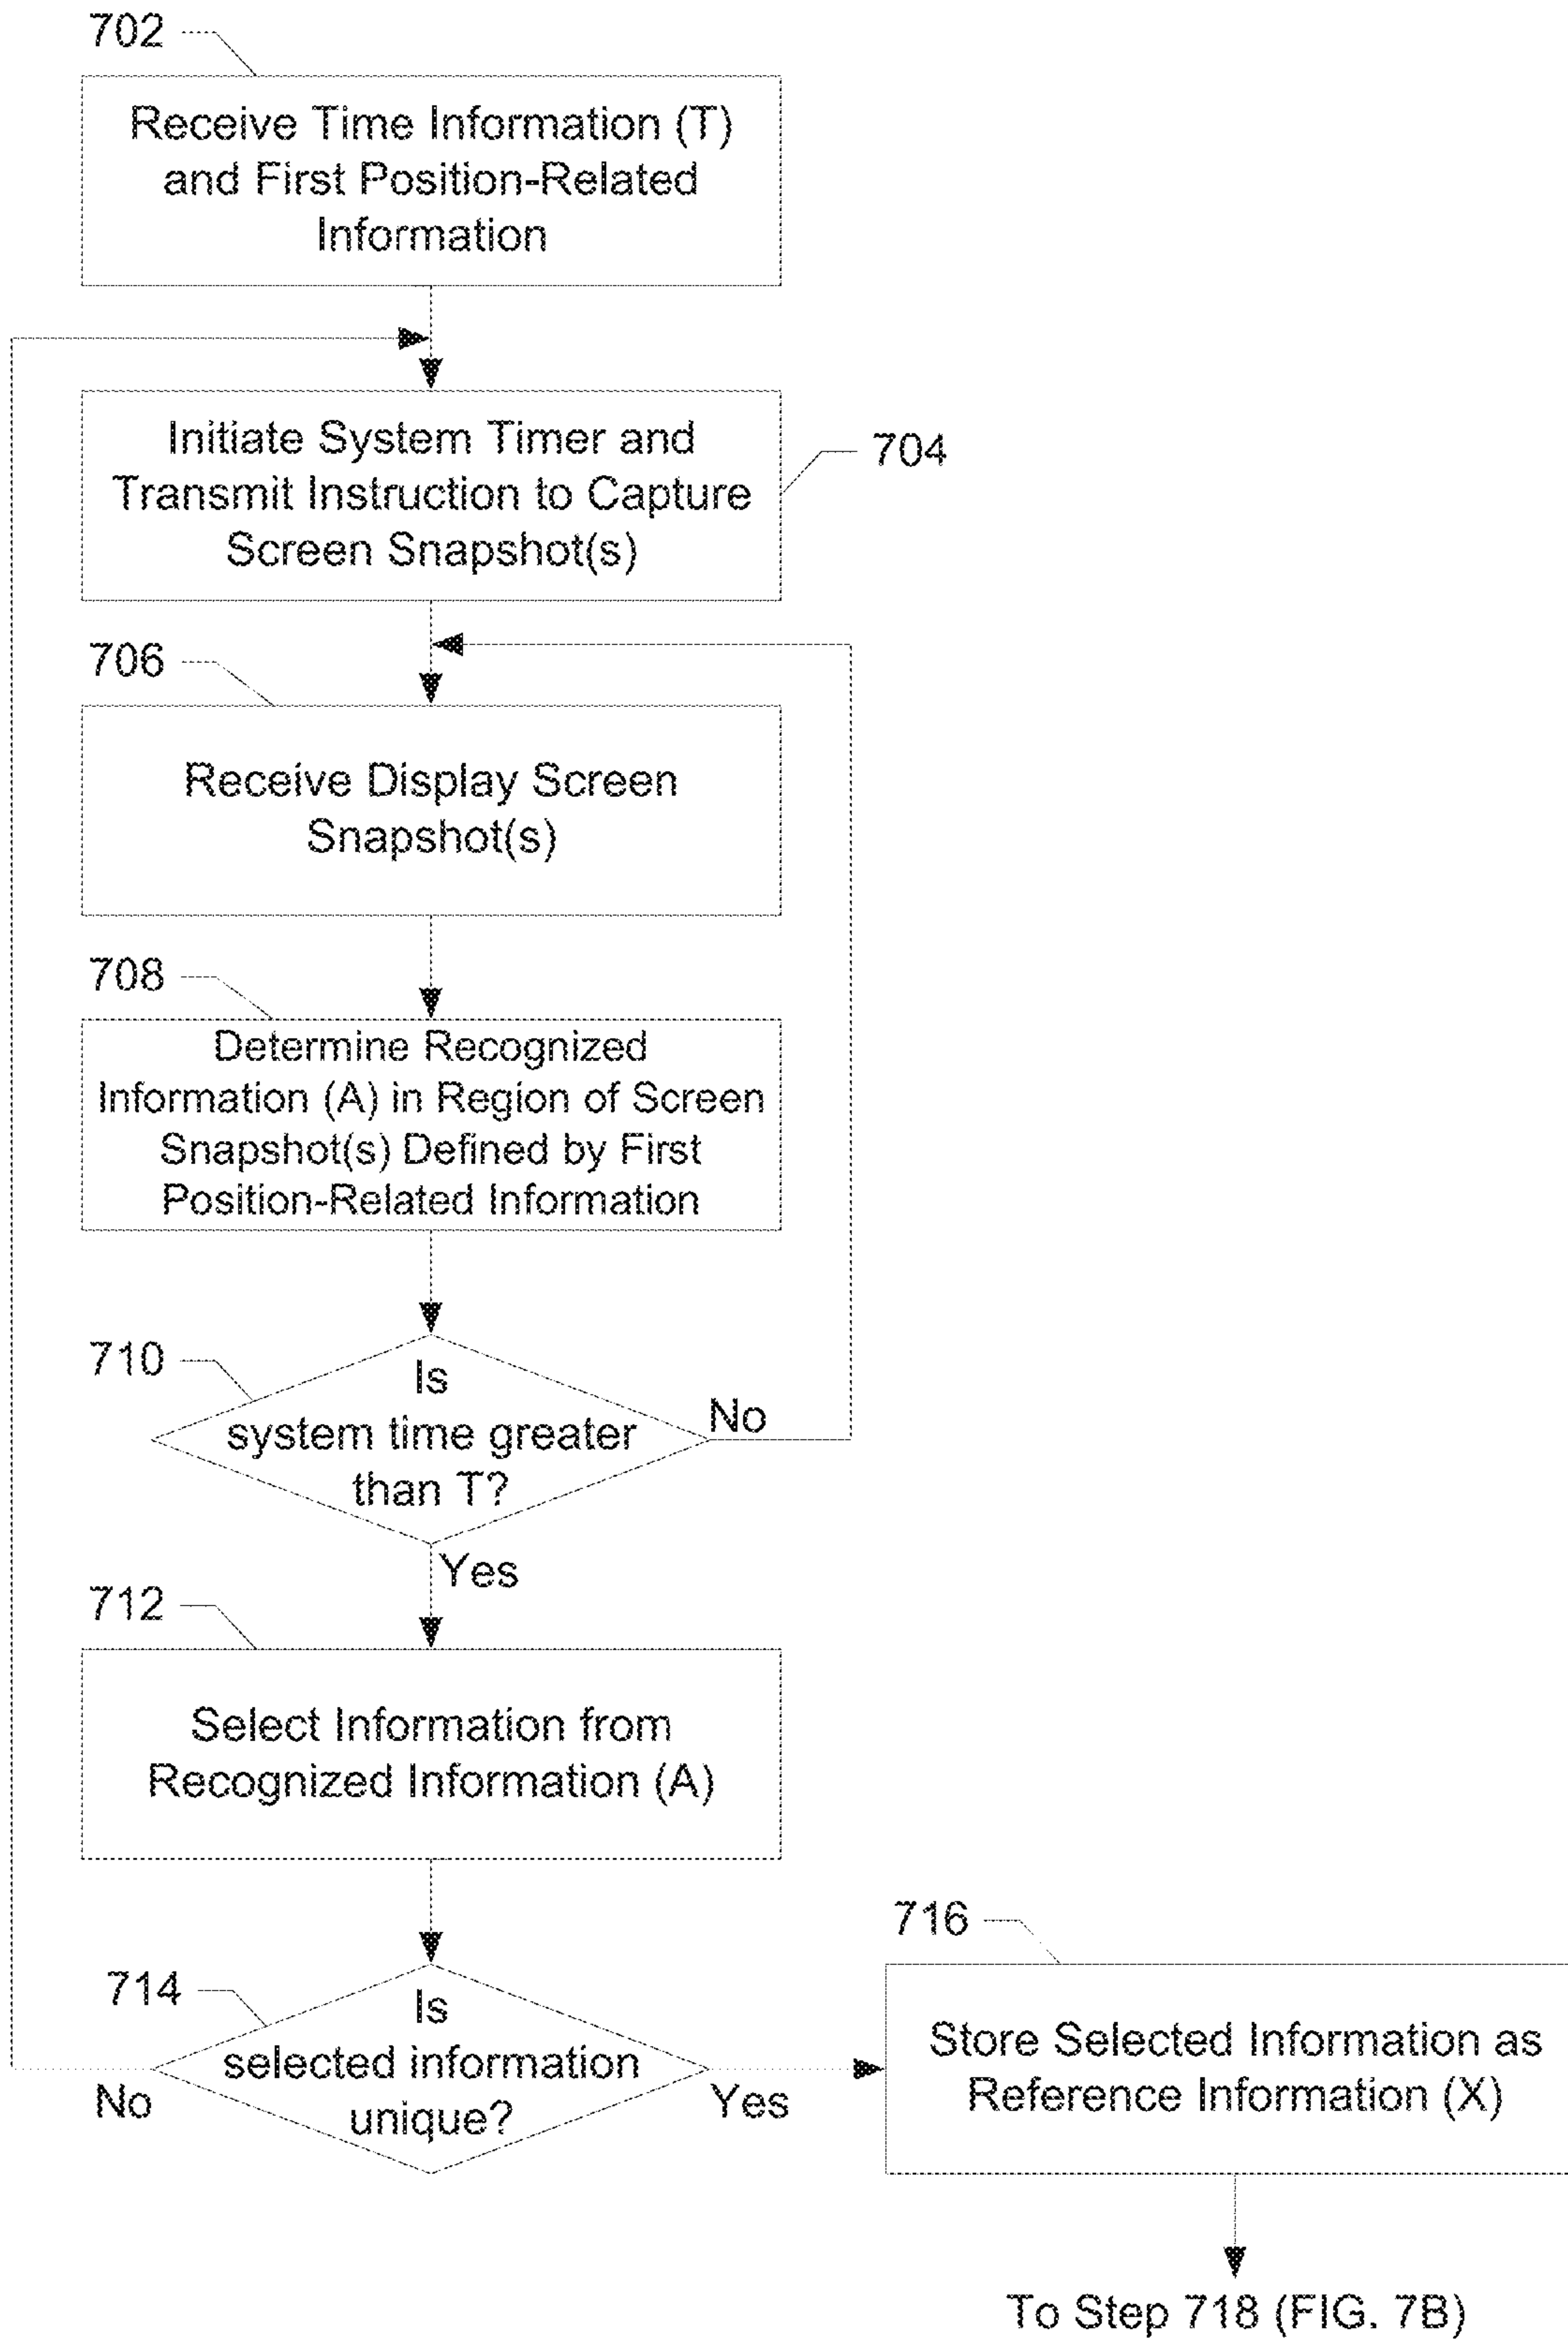 702
Receive Time Information (T)
and First Position-Related
Information
Initiate System Timer and
Transmit Instruction to Capture
Screen Snapshot(s)
704
706
Receive Display Screen
Snapshot(s)
708
Determine Recognized
Information (A) in Region of Screen
Snapshot(s) Defined by First
Position-Related Information
710
Is
system time greater
than T?
No
Yes
712
Select Information from
Recognized Information (A)
714
Is
selected information
unique?
No
Yes
716
Store Selected Information as
Reference Information (X)
To Step 718 (FIG. 7B)